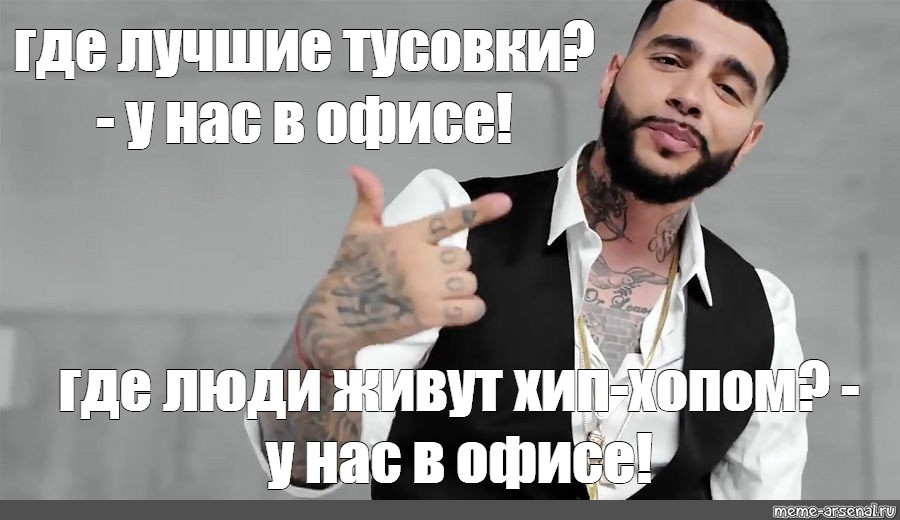 где лучшие тусовки?
- у нас в офисе!
где люди живут хип-хопом? -
у нас в офисе!
meme-arsenal.ru